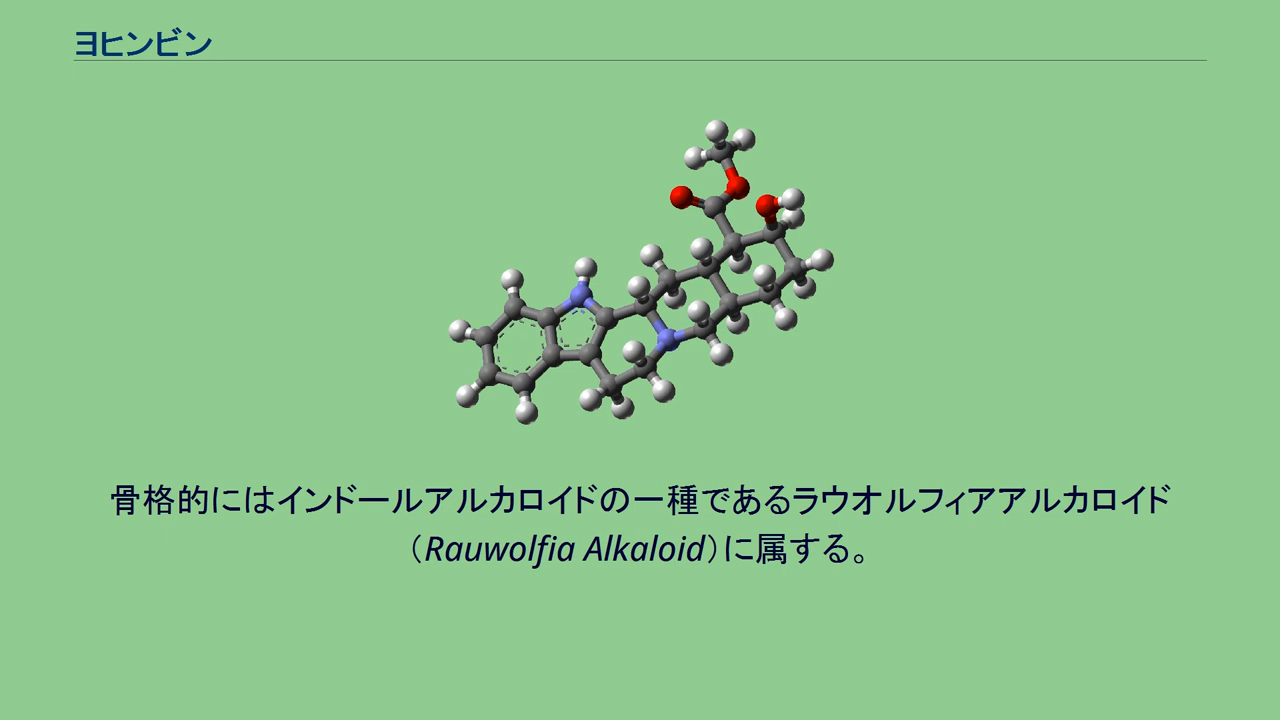 ヨヒンビン
骨格的にはインドールアルカロイドの一種であるラウオルフィアアルカロイド
（Rauwolfia Alkaloid）に属する。